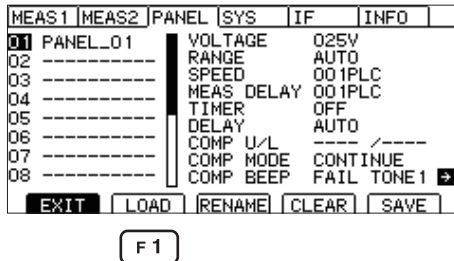 MEAS1 MEAS2 PANEL SYS IF INFO
01 PANEL_01 VOLTAGE 025V
02 ---------- RANGE AUTO
03 ---------- SPEED 001PLC
04 ---------- MEAS DELAY 001PLC
05 ---------- TIMER OFF
06 ---------- DELAY AUTO
07 ---------- COMP U/L ---- /----
08 ---------- COMP MODE CONTINUE
COMP BEEP FAIL TONE1
EXIT LOAD RENAME CLEAR SAVE
F1